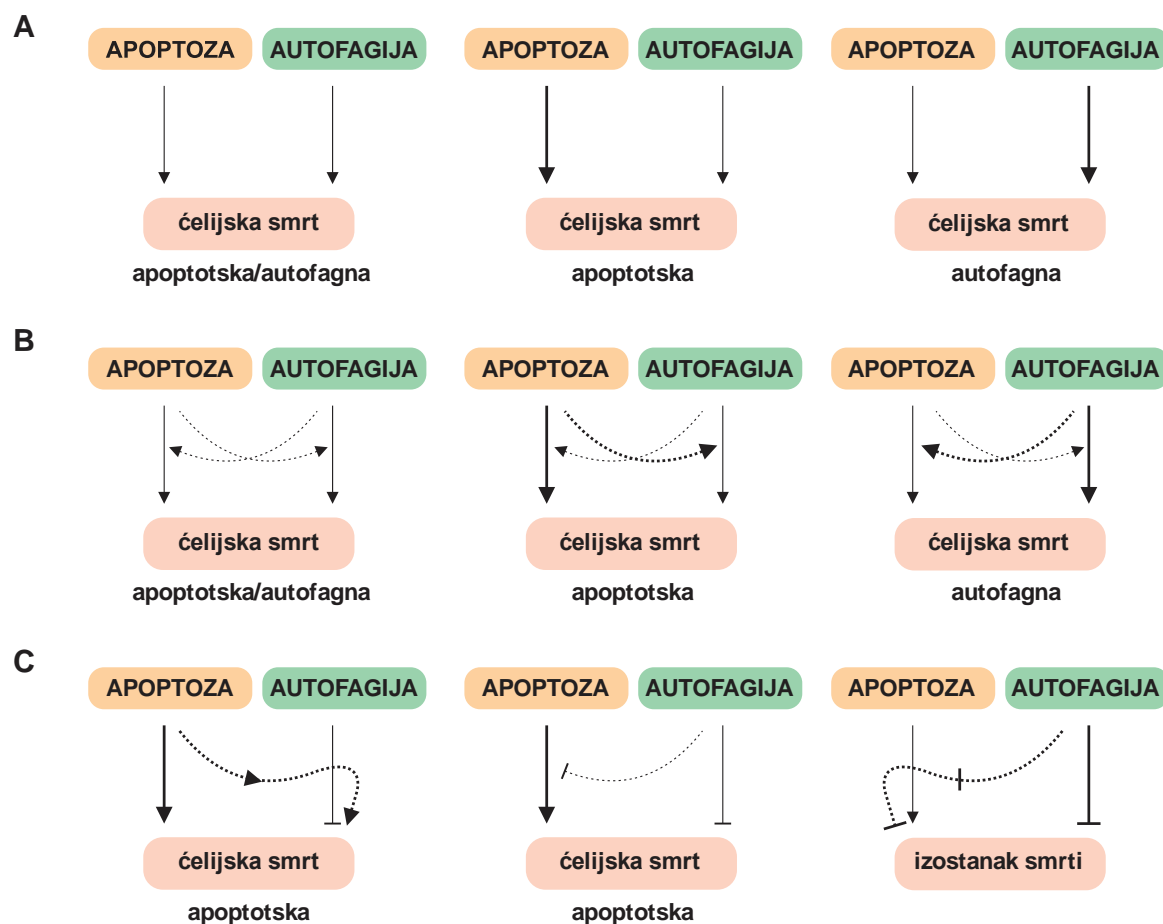 A
APOPTOZA AUTOFAGIJA APOPTOZA AUTOFAGIJA APOPTOZA AUTOFAGIJA
ćelijska smrt ćelijska smrt ćelijska smrt
apoptotska/autofagna apoptotska autofagna
B
APOPTOZA AUTOFAGIJA APOPTOZA AUTOFAGIJA APOPTOZA AUTOFAGIJA
ćelijska smrt ćelijska smrt ćelijska smrt
apoptotska/autofagna apoptotska autofagna
C
APOPTOZA AUTOFAGIJA APOPTOZA AUTOFAGIJA APOPTOZA AUTOFAGIJA
ćelijska smrt ćelijska smrt izostanak smrti
apoptotska apoptotska